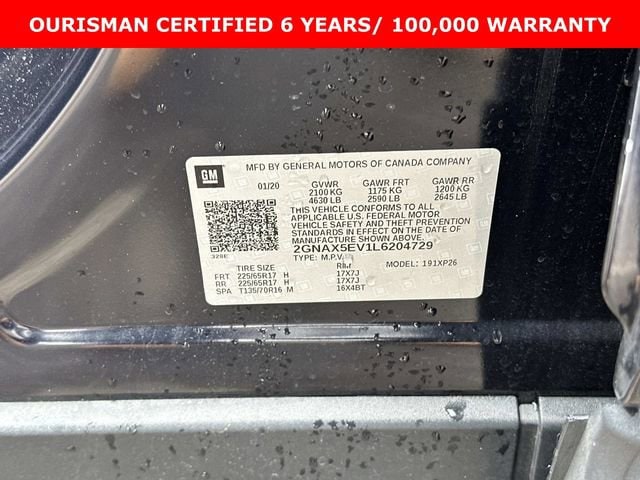 OURISMAN CERTIFIED 6 YEARS/ 100,000 WARRANTY
GM
MFD BY GENERAL MOTORS OF CANADA COMPANY
01/20 GVWR GAWR FRT GAWR RR
2100 KG 1175 KG 1200 KG
4630 LB 2590 LB 2645 LB
THIS VEHICLE CONFORMS TO ALL
APPLICABLE U.S. FEDERAL MOTOR
VEHICLE SAFETY AND THEFT PREVENTION
STANDARDS IN EFFECT ON THE DATE OF
MANUFACTURE SHOWN ABOVE.
2GNAX5EV1L6204729
TYPE: M.P.V. MODEL: 191XP26
TIRE SIZE RIM
FRT 225/65R17 H 17X7J
RR 225/65R17 H 17X7J
SPA T135/70R16 M 16X4BT